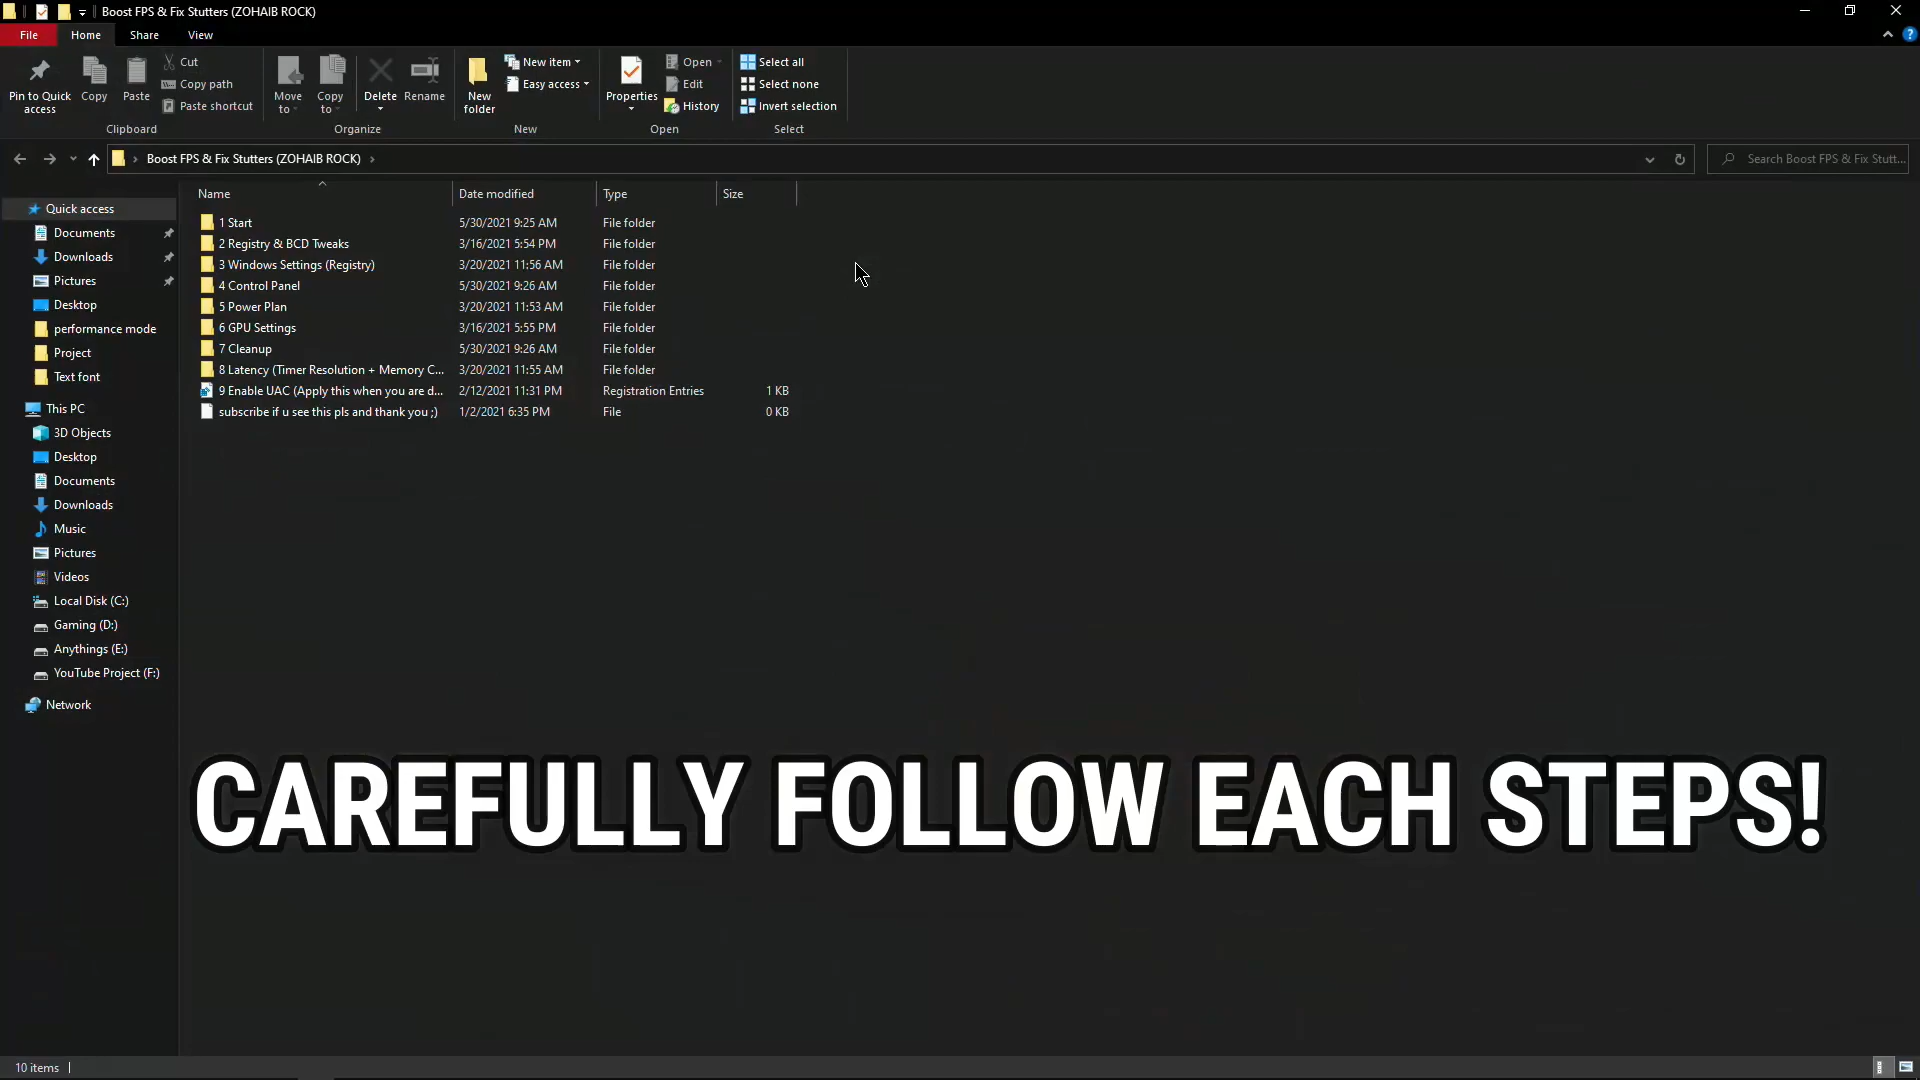 Boost FPS & Fix Stutters (ZOHAIB ROCK)
File Home Share View
Pin to Quick access
Copy
Paste
Cut
Copy path
Paste shortcut
Clipboard
Move to
Copy to
Delete
Rename
Organize
New folder
New item
Easy access
New
Properties
Open
Edit
History
Open
Select all
Select none
Invert selection
Select
Boost FPS & Fix Stutters (ZOHAIB ROCK)
Search Boost FPS & Fix Stutt...
Quick access
Documents
Downloads
Pictures
Desktop
performance mode
Project
Text font
This PC
3D Objects
Desktop
Documents
Downloads
Music
Pictures
Videos
Local Disk (C:)
Gaming (D:)
Anythings (E:)
YouTube Project (F:)
Network
Name Date modified Type Size
1 Start 5/30/2021 9:25 AM File folder
2 Registry & BCD Tweaks 3/16/2021 5:54 PM File folder
3 Windows Settings (Registry) 3/20/2021 11:56 AM File folder
4 Control Panel 5/30/2021 9:26 AM File folder
5 Power Plan 3/20/2021 11:53 AM File folder
6 GPU Settings 3/16/2021 5:55 PM File folder
7 Cleanup 5/30/2021 9:26 AM File folder
8 Latency (Timer Resolution + Memory C... 3/20/2021 11:55 AM File folder
9 Enable UAC (Apply this when you are d... 2/12/2021 11:31 PM Registration Entries 1 KB
subscribe if u see this pls and thank you ;) 1/2/2021 6:35 PM File 0 KB
CAREFULLY FOLLOW EACH STEPS!
10 items